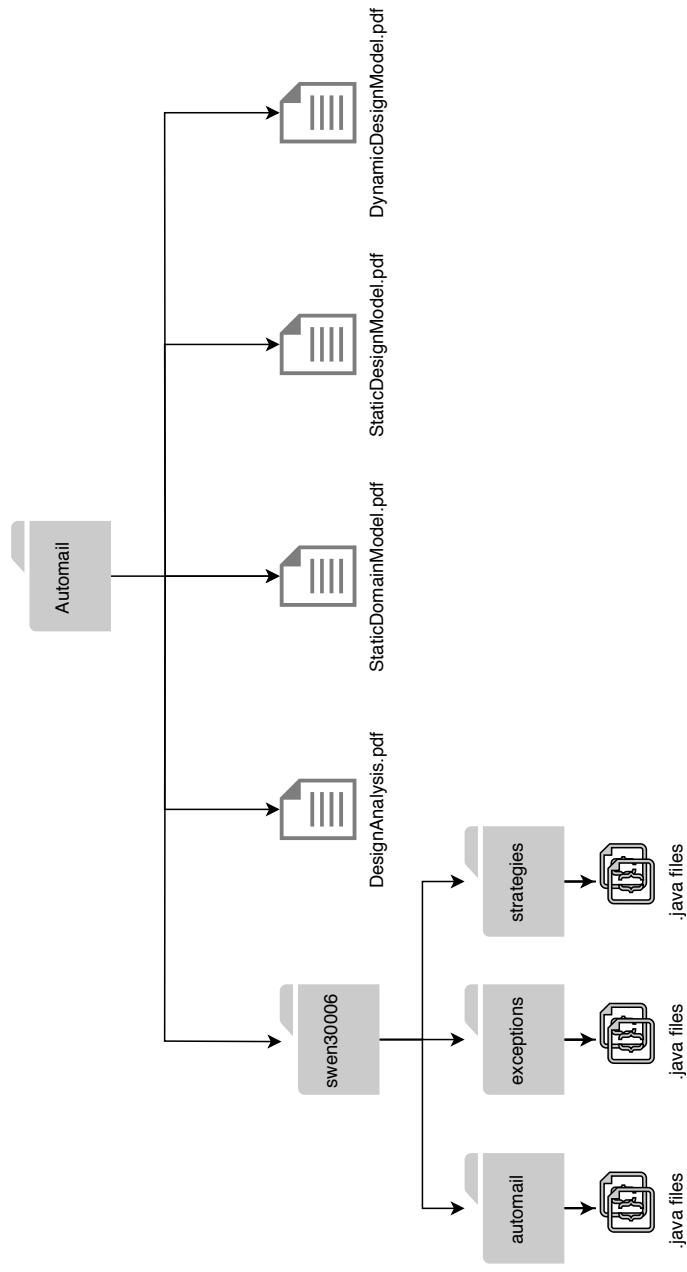 Automail
swen30006
DesignAnalysis.pdf
StaticDomainModel.pdf
StaticDesignModel.pdf
DynamicDesignModel.pdf
automail
exceptions
strategies
.java files
.java files
.java files